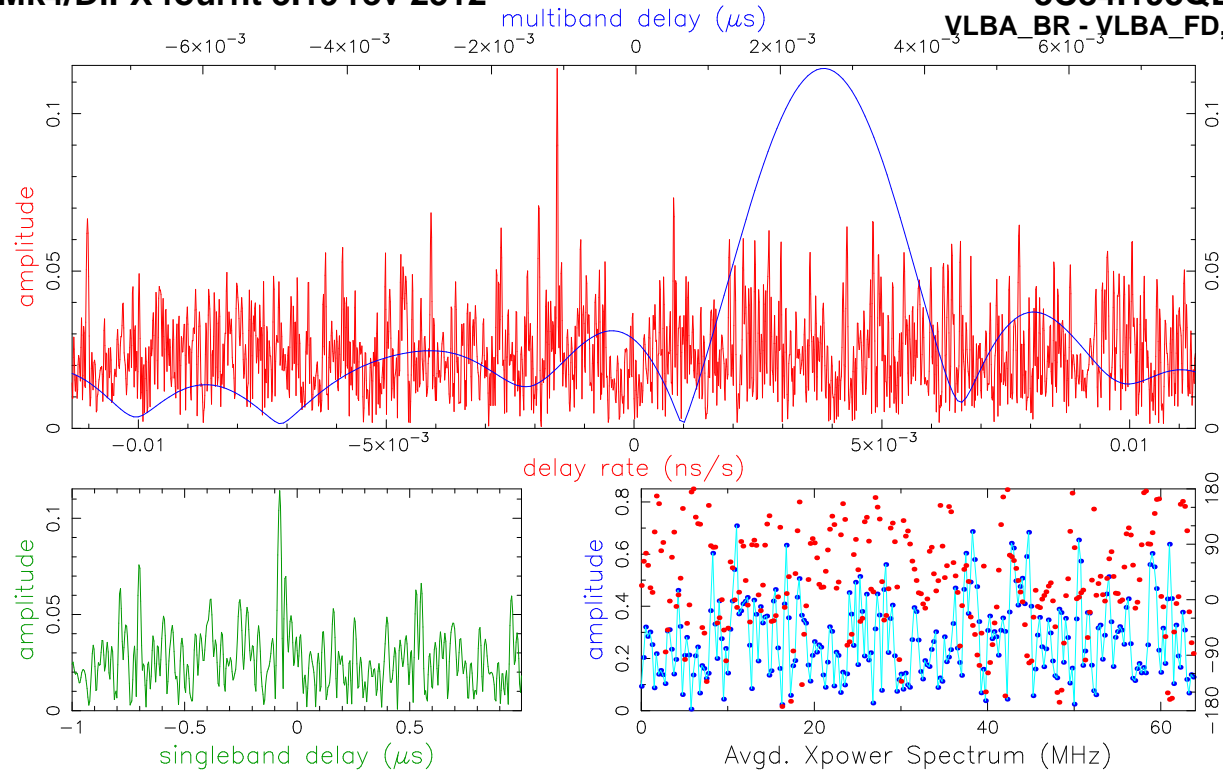 multiband delay (μs)
VLBA_BR - VLBA_FD,
−6×10⁻³ −4×10⁻³ −2×10⁻³ 0 2×10⁻³ 4×10⁻³ 6×10⁻³
0.1 0.1
amplitude
0.05 0.05
0 0
−0.01 −5×10⁻³ 0 5×10⁻³ 0.01
delay rate (ns/s)
0.1
amplitude
0.05
0
−1 −0.5 0 0.5
singleband delay (μs)
0.8 180
0.6 90
amplitude
0.4 0
0.2 −90
0 −180
0 20 40 60
Avgd. Xpower Spectrum (MHz)